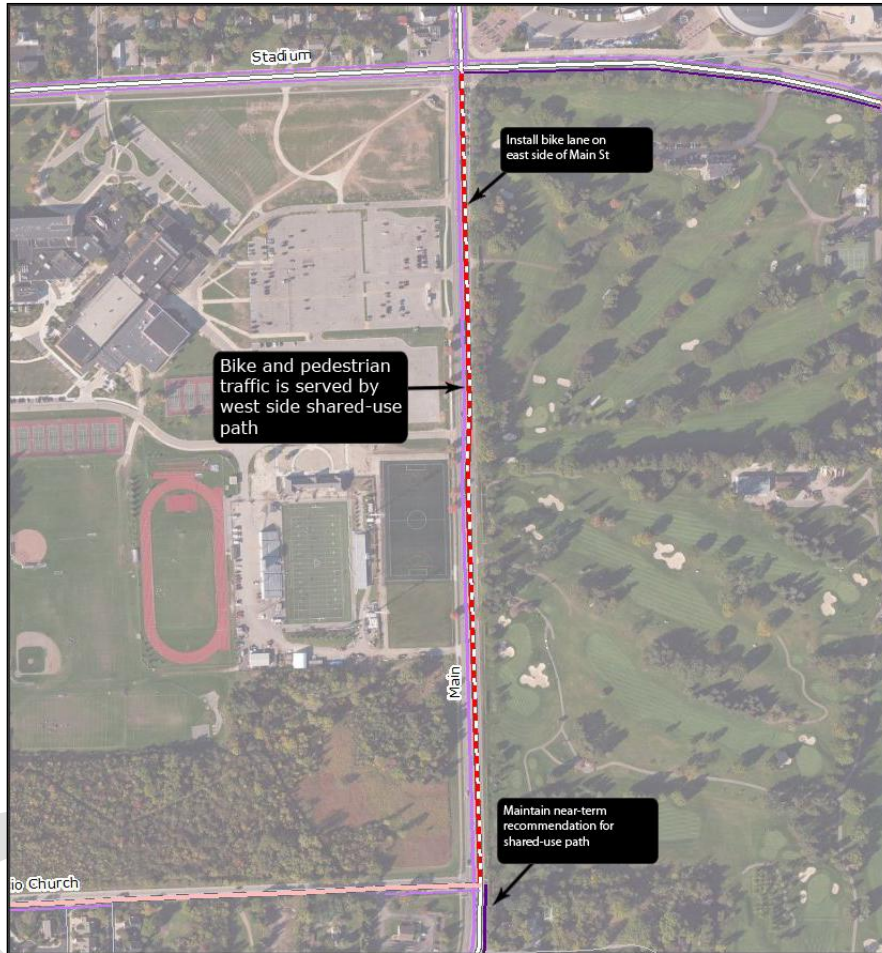 Stadium
Install bike lane on
east side of Main St
Bike and pedestrian
traffic is served by
west side shared-use
path
Main
Maintain near-term
recommendation for
shared-use path
io Church